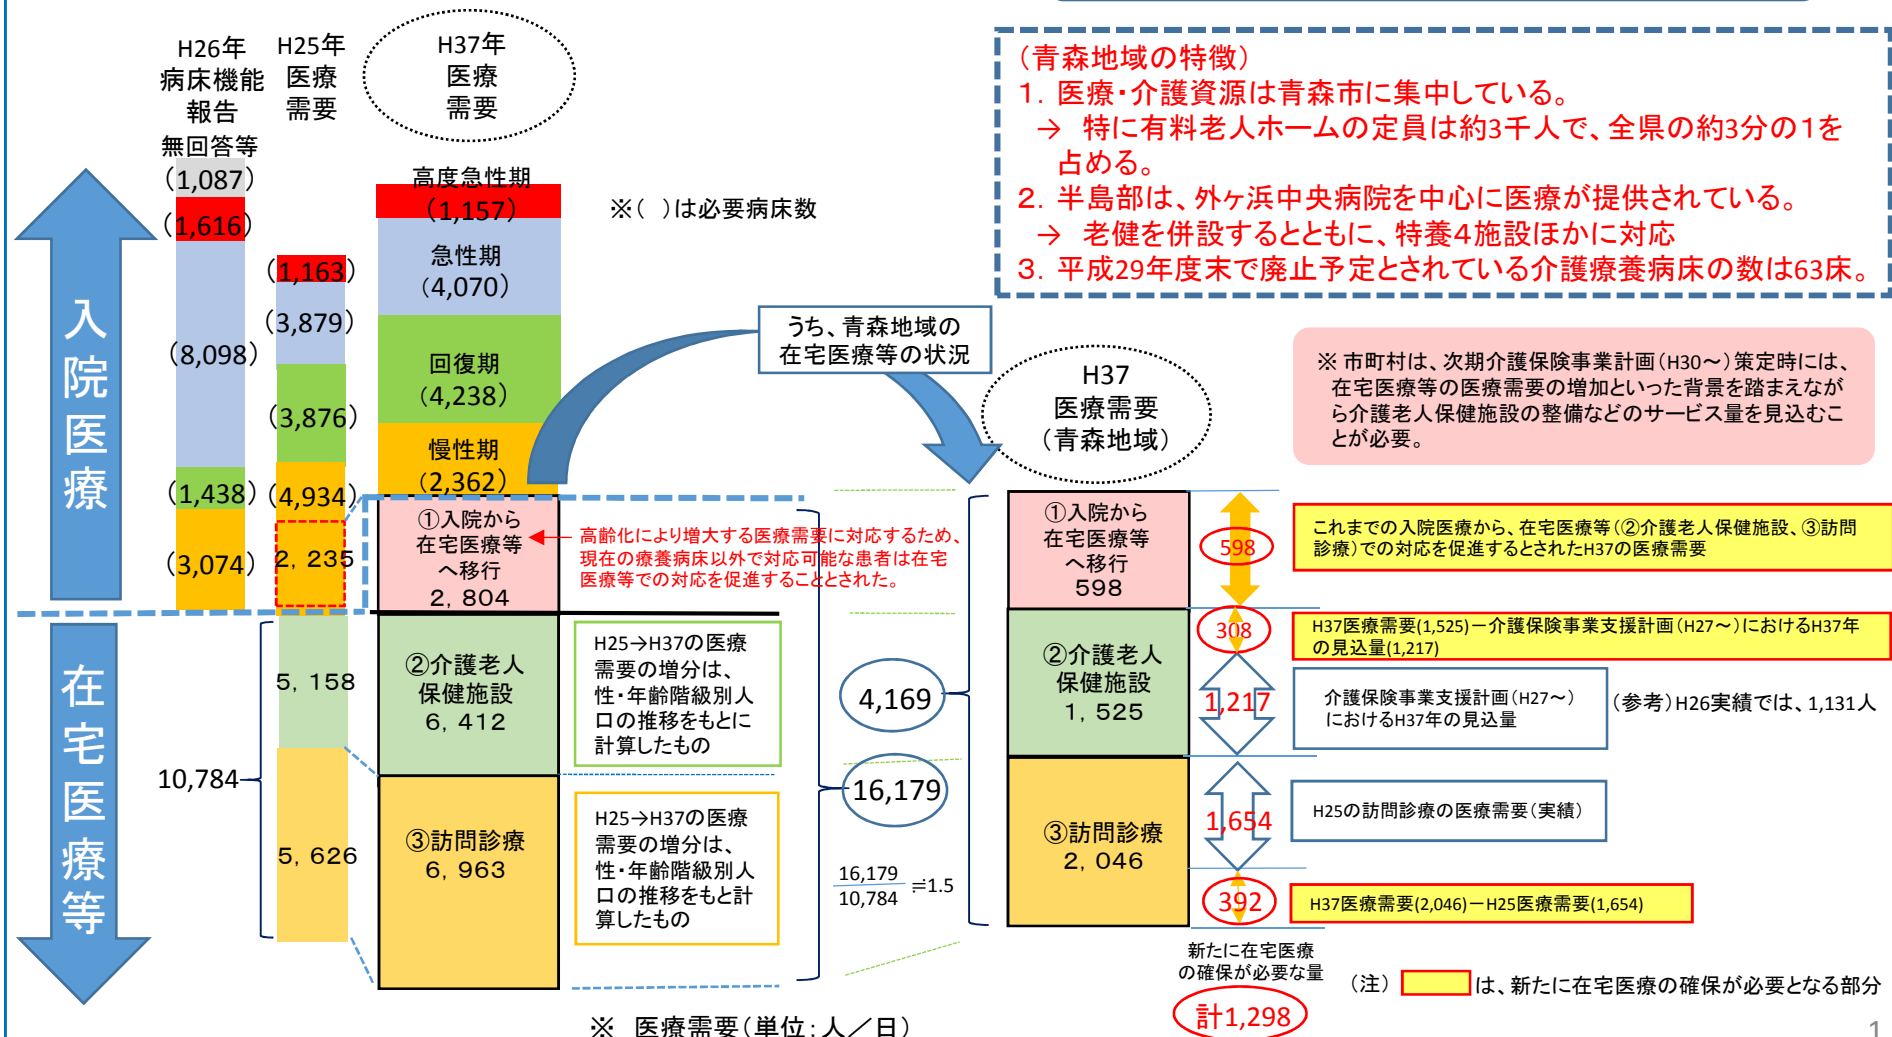 H26年
病床機能
報告
無回答等
(1,087)
(1,616)
(8,098)
(1,438)
(3,074)
H25年
医療
需要
(1,163)
(3,879)
(3,876)
(4,934)
2，235
5，158
5，626
10,784
H37年
医療
需要
高度急性期
(1,157)
急性期
(4,070)
回復期
(4,238)
慢性期
(2,362)
①入院から
在宅医療等
へ移行
2，804
②介護老人
保健施設
6，412
③訪問診療
6，963
入院医療
在宅医療等
※（　）は必要病床数
高齢化により増大する医療需要に対応するため、
現在の療養病床以外で対応可能な患者は在宅
医療等での対応を促進することとされた。
H25→H37の医療
需要の増分は、
性・年齢階級別人
口の推移をもとに
計算したもの
H25→H37の医療
需要の増分は、
性・年齢階級別人
口の推移をもと計
算したもの
うち、青森地域の
在宅医療等の状況
4,169
16,179
16,179
10,784
≒1.5
※　医療需要（単位：人／日）
（青森地域の特徴）
１．医療・介護資源は青森市に集中している。
→　特に有料老人ホームの定員は約3千人で、全県の約3分の１を
占める。
２．半島部は、外ヶ浜中央病院を中心に医療が提供されている。
→　老健を併設するとともに、特養４施設ほかに対応
３．平成29年度末で廃止予定とされている介護療養病床の数は63床。
※ 市町村は、次期介護保険事業計画（H30～）策定時には、
在宅医療等の医療需要の増加といった背景を踏まえなが
ら介護老人保健施設の整備などのサービス量を見込むこ
とが必要。
H37
医療需要
（青森地域）
①入院から
在宅医療等
へ移行
598
②介護老人
保健施設
1，525
③訪問診療
2，046
598
308
1,217
1,654
392
これまでの入院医療から、在宅医療等（②介護老人保健施設、③訪問
診療）での対応を促進するとされたH37の医療需要
H37医療需要(1,525)－介護保険事業支援計画（H27～）におけるH37年
の見込量(1,217)
介護保険事業支援計画（H27～）
におけるH37年の見込量
（参考）H26実績では、1,131人
H25の訪問診療の医療需要（実績）
H37医療需要(2,046)－H25医療需要(1,654)
新たに在宅医療
の確保が必要な量
計1,298
（注）　は、新たに在宅医療の確保が必要となる部分
1